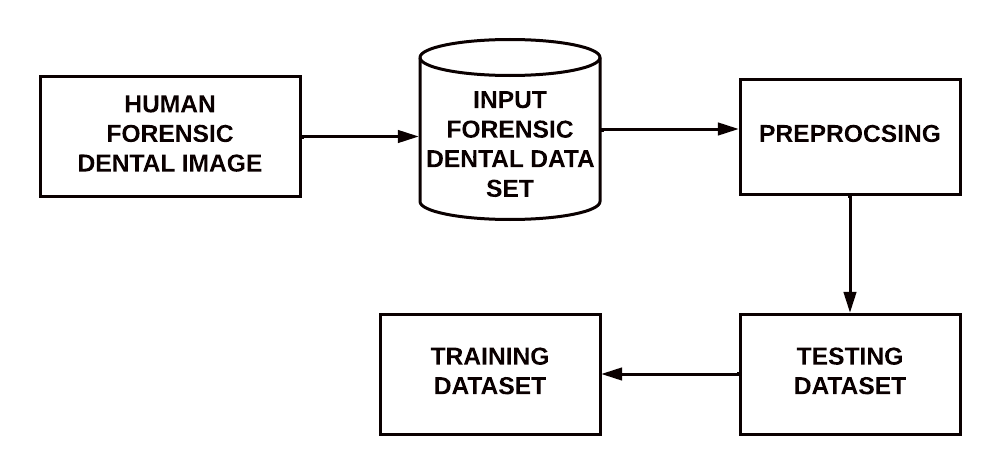 HUMAN
FORENSIC
DENTAL IMAGE
INPUT
FORENSIC
DENTAL DATA
SET
PREPROCSING
TRAINING
DATASET
TESTING
DATASET